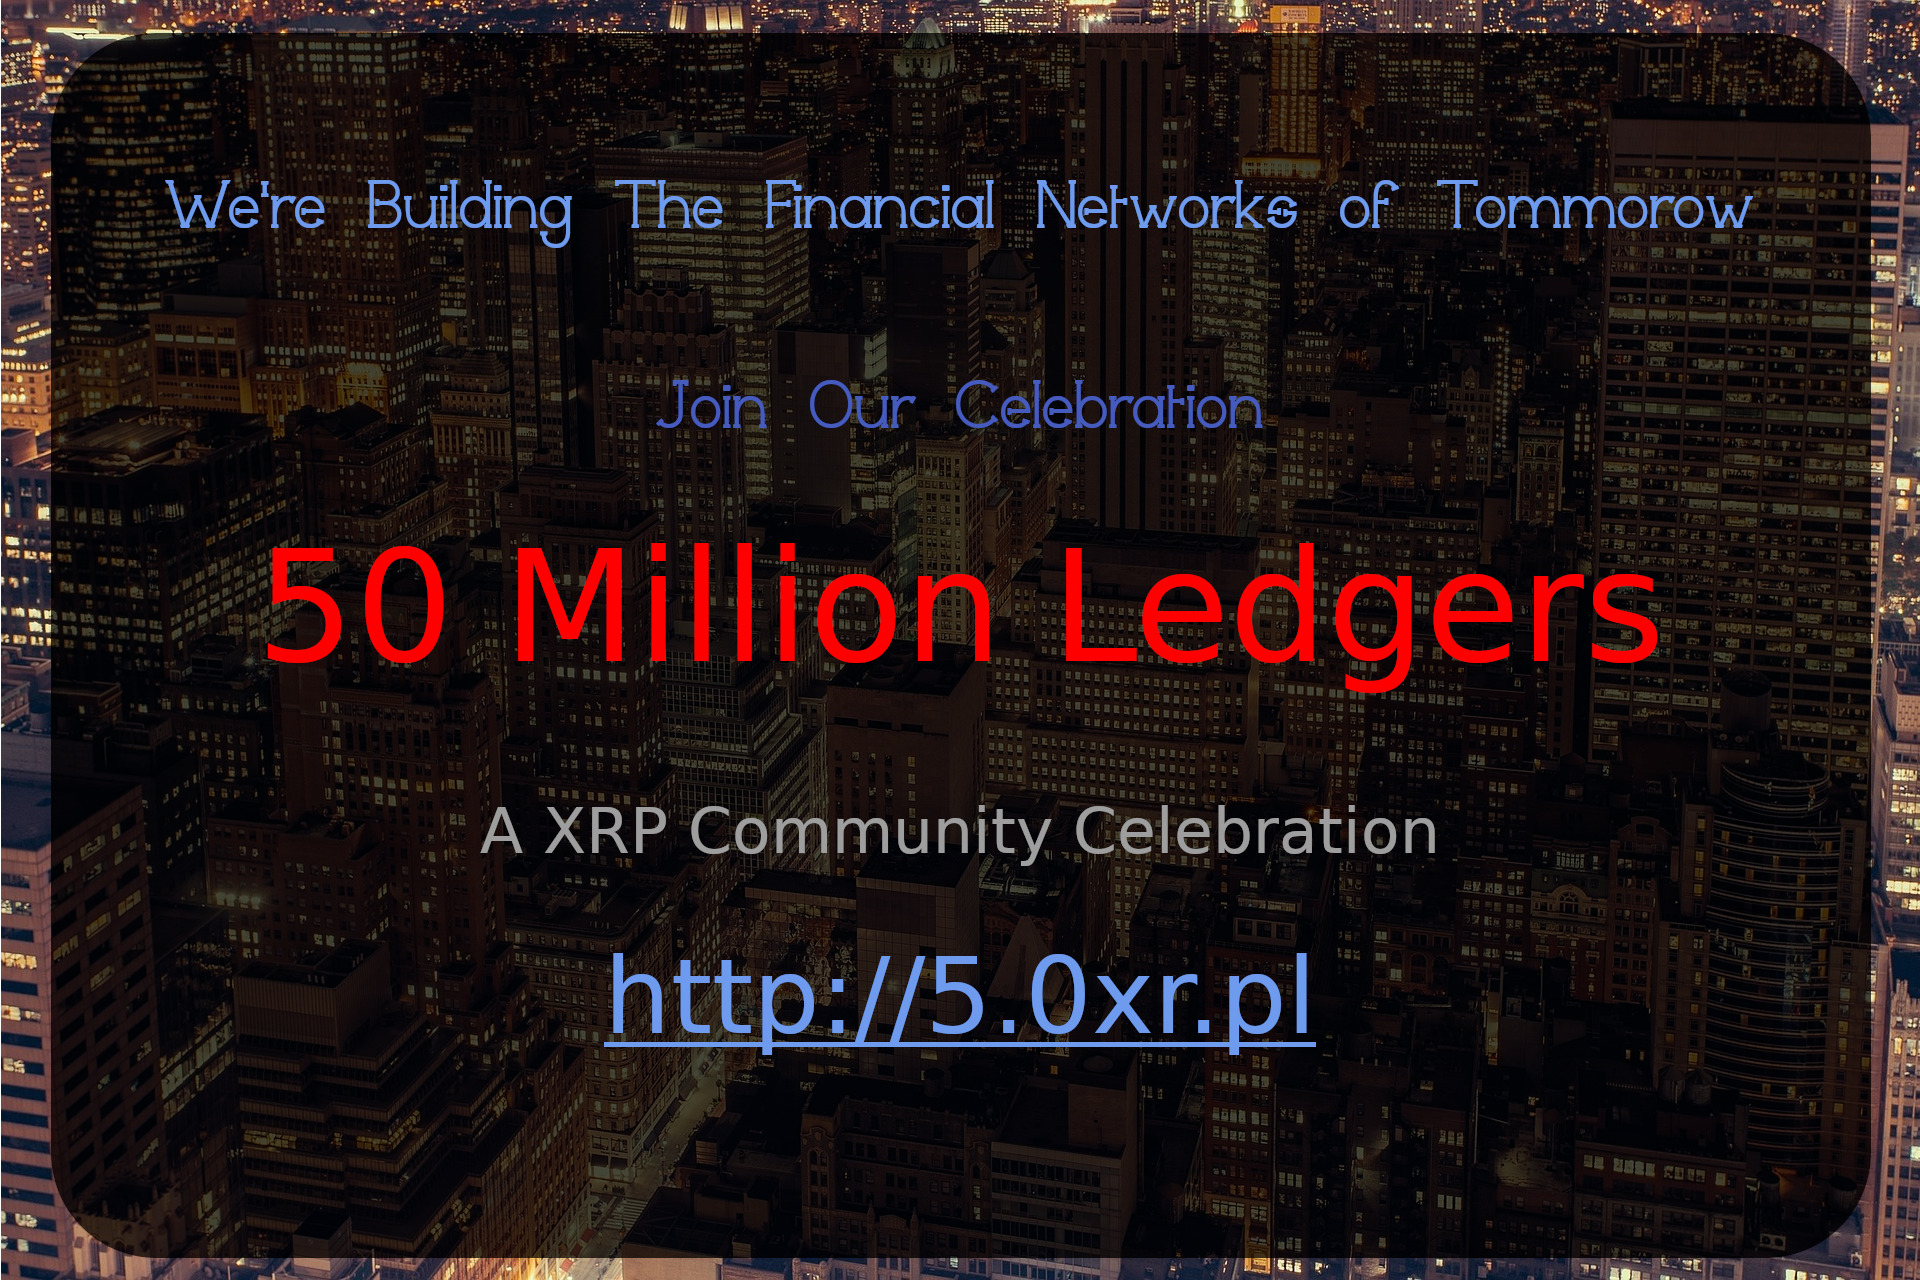 We're Building The Financial Networks of Tommorow
Join Our Celebration
50 Million Ledgers
A XRP Community Celebration
http://5.0xr.pl